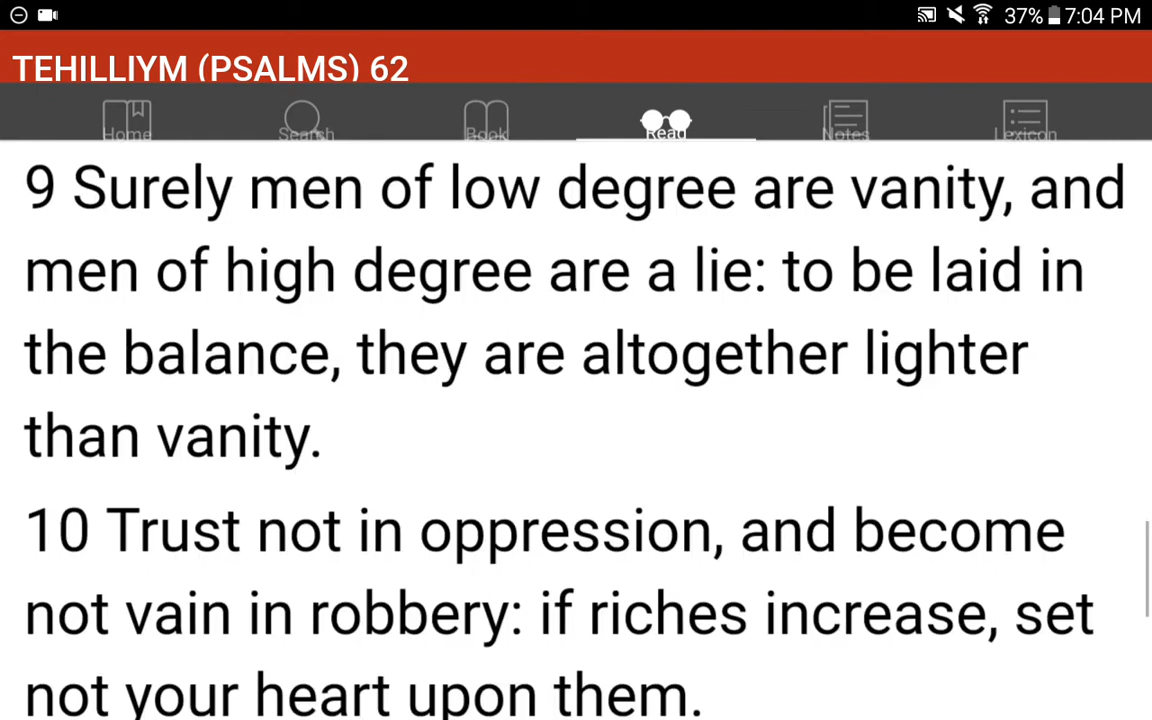 37% 7:04 PM
TEHILLIYM (PSALMS) 62
Home Search Book Read Notes Lexicon
9 Surely men of low degree are vanity, and
men of high degree are a lie: to be laid in
the balance, they are altogether lighter
than vanity.
10 Trust not in oppression, and become
not vain in robbery: if riches increase, set
not your heart upon them.